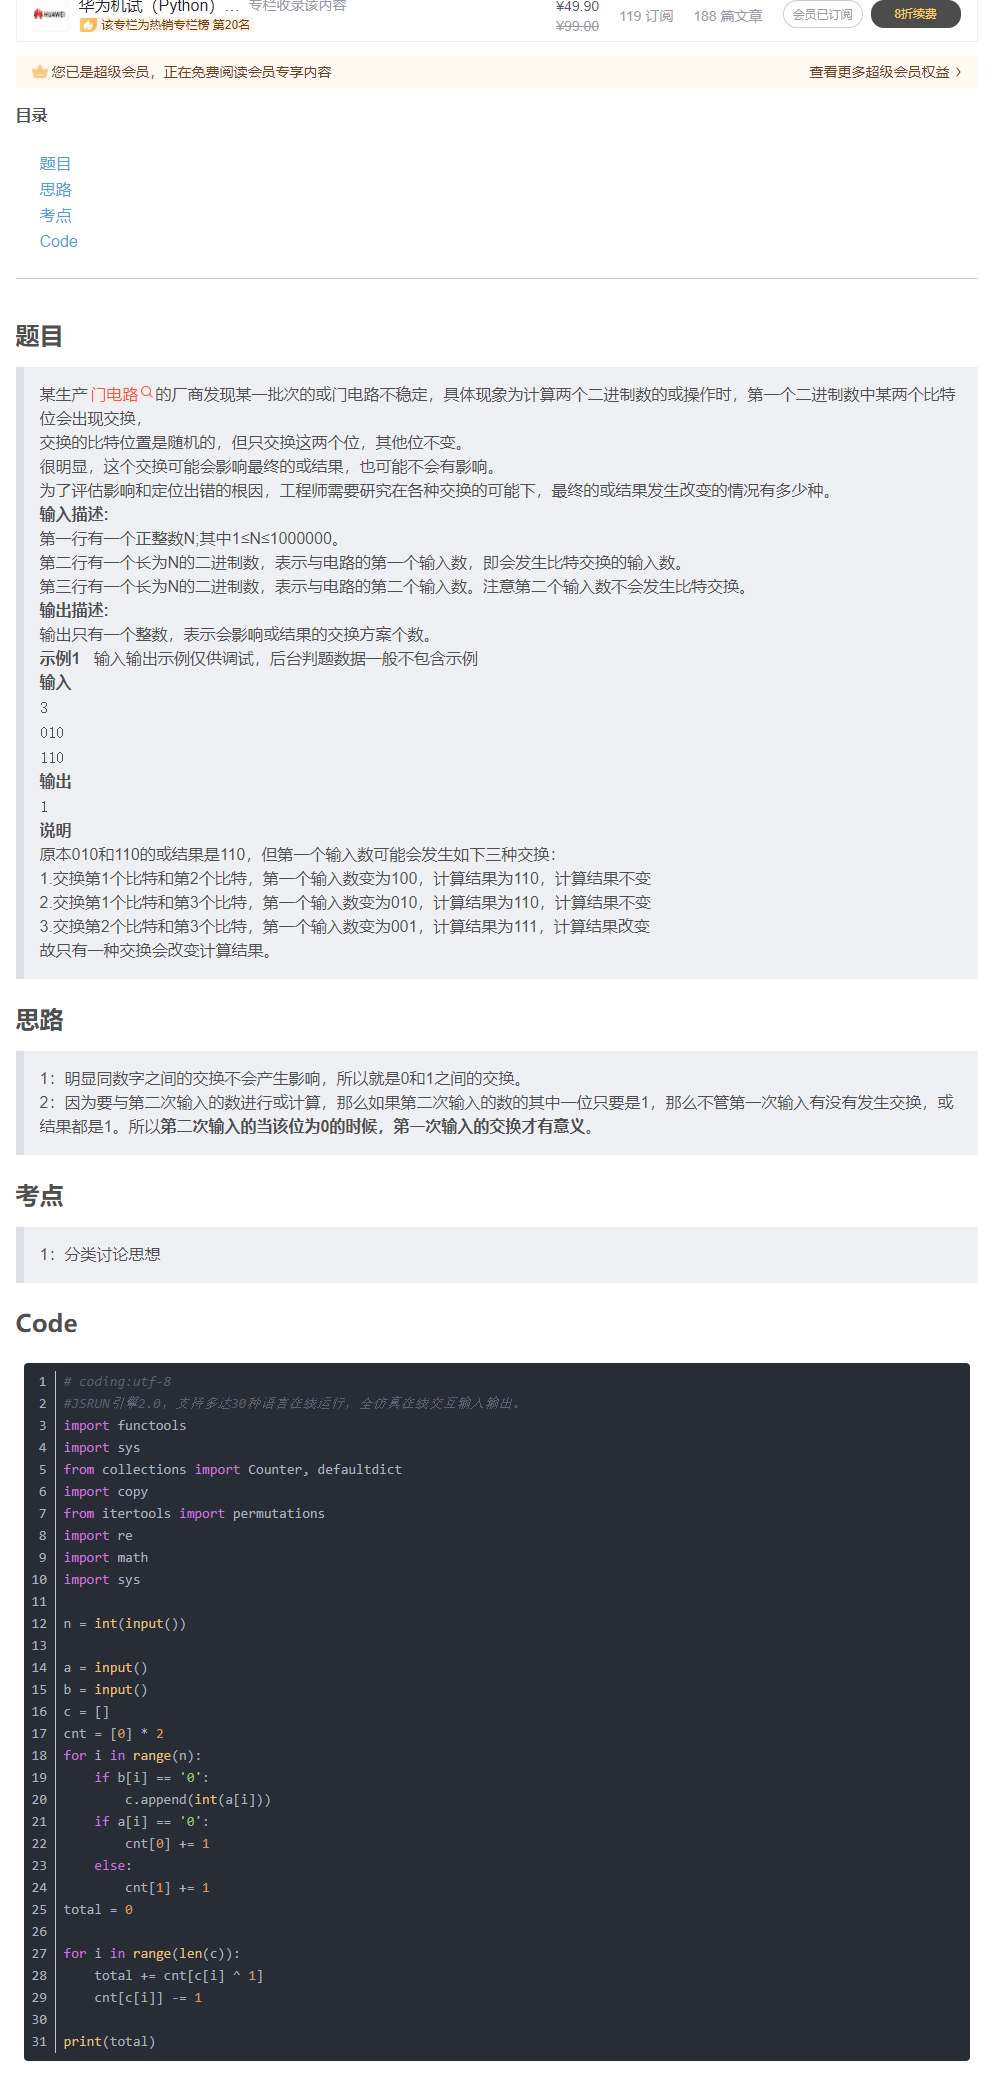 HUAWEI
华为机试（Python）...
专栏收录该内容
该专栏为热销专栏榜 第20名
¥49.90
¥99.00
119 订阅
188 篇文章
会员已订阅
8折续费
您已是超级会员，正在免费阅读会员专享内容
查看更多超级会员权益
目录
题目
思路
考点
Code
题目
某生产门电路的厂商发现某一批次的或门电路不稳定，具体现象为计算两个二进制数的或操作时，第一个二进制数中某两个比特
位会出现交换，
交换的比特位置是随机的，但只交换这两个位，其他位不变。
很明显，这个交换可能会影响最终的或结果，也可能不会有影响。
为了评估影响和定位出错的根因，工程师需要研究在各种交换的可能下，最终的或结果发生改变的情况有多少种。
输入描述:
第一行有一个正整数N;其中1≤N≤1000000。
第二行有一个长为N的二进制数，表示与电路的第一个输入数，即会发生比特交换的输入数。
第三行有一个长为N的二进制数，表示与电路的第二个输入数。注意第二个输入数不会发生比特交换。
输出描述:
输出只有一个整数，表示会影响或结果的交换方案个数。
示例1 输入输出示例仅供调试，后台判题数据一般不包含示例
输入
3
010
110
输出
1
说明
原本010和110的或结果是110，但第一个输入数可能会发生如下三种交换：
1.交换第1个比特和第2个比特，第一个输入数变为100，计算结果为110，计算结果不变
2.交换第1个比特和第3个比特，第一个输入数变为010，计算结果为110，计算结果不变
3.交换第2个比特和第3个比特，第一个输入数变为001，计算结果为111，计算结果改变
故只有一种交换会改变计算结果。
思路
1：明显同数字之间的交换不会产生影响，所以就是0和1之间的交换。
2：因为要与第二次输入的数进行或计算，那么如果第二次输入的数的其中一位只要是1，那么不管第一次输入有没有发生交换，或
结果都是1。所以第二次输入的当该位为0的时候，第一次输入的交换才有意义。
考点
1：分类讨论思想
Code
1 # coding:utf-8
2 #JSRUN引擎2.0，支持多达30种语言在线运行，全仿真在线交互输入输出。
3 import functools
4 import sys
5 from collections import Counter, defaultdict
6 import copy
7 from itertools import permutations
8 import re
9 import math
10 import sys
11
12 n = int(input())
13
14 a = input()
15 b = input()
16 c = []
17 cnt = [0] * 2
18 for i in range(n):
19     if b[i] == '0':
20         c.append(int(a[i]))
21     if a[i] == '0':
22         cnt[0] += 1
23     else:
24         cnt[1] += 1
25 total = 0
26
27 for i in range(len(c)):
28     total += cnt[c[i] ^ 1]
29     cnt[c[i]] -= 1
30
31 print(total)